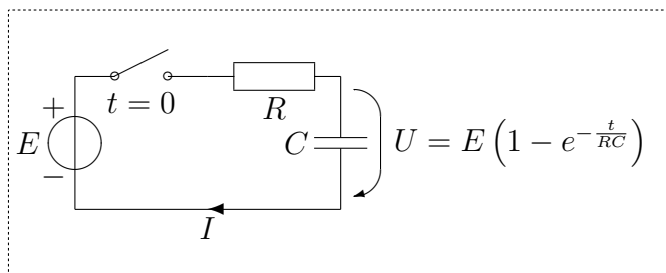 +
t = 0
R
E
C
U = E(1 − e^{−t/RC})
−
I